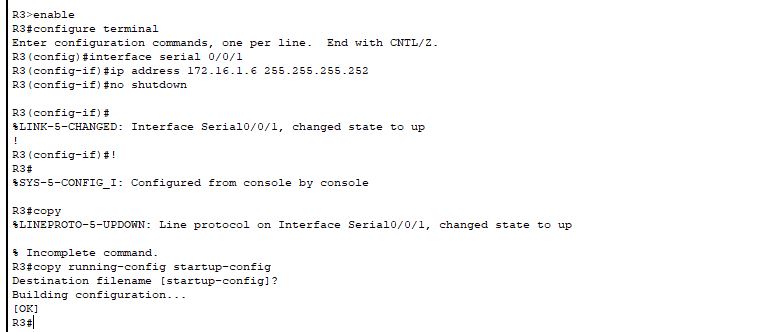 R3>enable
R3#configure terminal
Enter configuration commands, one per line.  End with CNTL/Z.
R3(config)#interface serial 0/0/1
R3(config-if)#ip address 172.16.1.6 255.255.255.252
R3(config-if)#no shutdown
R3(config-if)#
%LINK-5-CHANGED: Interface Serial0/0/1, changed state to up
!
R3(config-if)#!
R3#
%SYS-5-CONFIG_I: Configured from console by console
R3#copy
%LINEPROTO-5-UPDOWN: Line protocol on Interface Serial0/0/1, changed state to up
% Incomplete command.
R3#copy running-config startup-config
Destination filename [startup-config]?
Building configuration...
[OK]
R3#